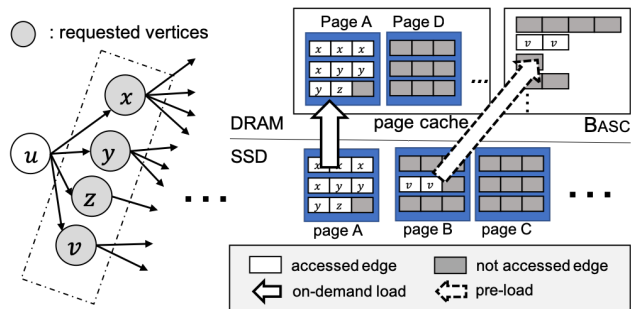 : requested vertices
x
y
z
v
u
...
Page A
Page D
x x x
x y y
y z
...
DRAM
page cache
v v
⋮
BASC
SSD
x x x
x y y
y z
v v
...
page A
page B
page C
accessed edge
not accessed edge
on-demand load
pre-load